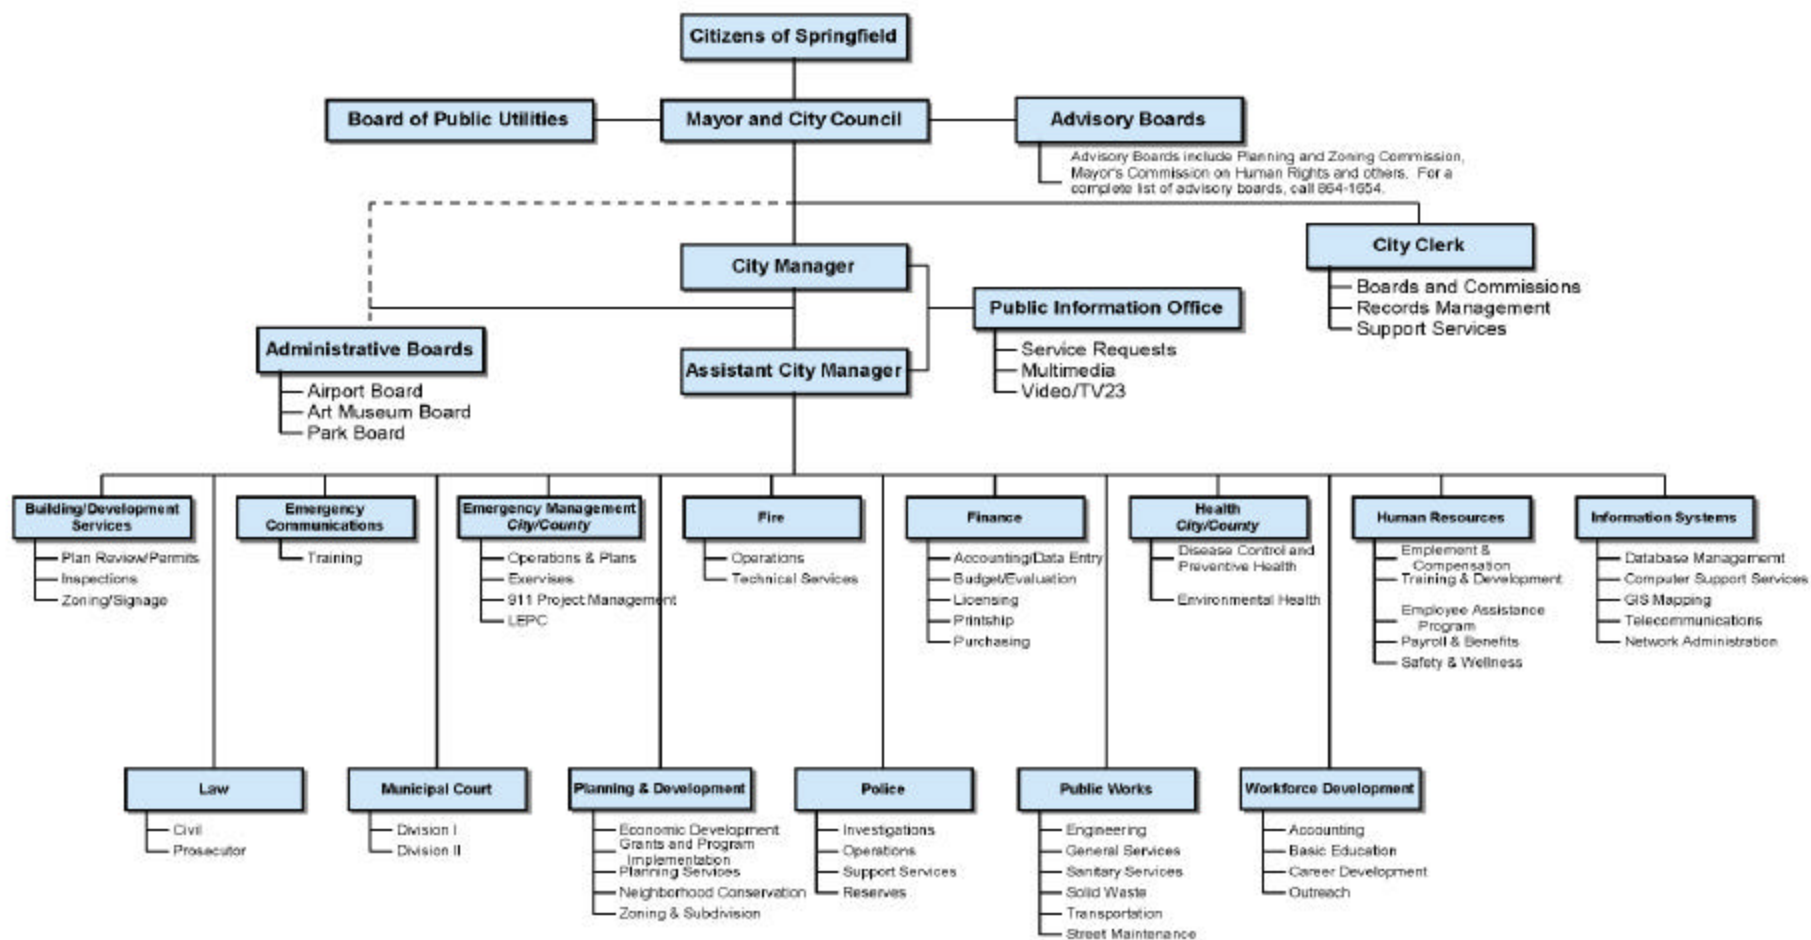 Citizens of Springfield
Board of Public Utilities
Mayor and City Council
Advisory Boards
Advisory Boards include Planning and Zoning Commission,
Mayor's Commission on Human Rights and others. For a
complete list of advisory boards, call 864-1654.
City Clerk
Boards and Commissions
Records Management
Support Services
City Manager
Public Information Office
Service Requests
Multimedia
Video/TV23
Administrative Boards
Airport Board
Art Museum Board
Park Board
Assistant City Manager
Building/Development
Services
Plan Review/Permits
Inspections
Zoning/Signage
Emergency
Communications
Training
Emergency Management
City/County
Operations & Plans
Exervises
911 Project Management
LEPC
Fire
Operations
Technical Services
Finance
Accounting/Data Entry
Budget/Evaluation
Licensing
Printship
Purchasing
Health
City/County
Disease Control and
Preventive Health
Environmental Health
Human Resources
Emplement &
Compensation
Training & Development
Employee Assistance
Program
Payroll & Benefits
Safety & Wellness
Information Systems
Database Managememt
Computer Support Services
GIS Mapping
Telecommunications
Network Administration
Law
Civil
Prosecutor
Municipal Court
Division I
Division II
Planning & Development
Economic Development
Grants and Program
Implementation
Planning Services
Neighborhood Conservation
Zoning & Subdivision
Police
Investigations
Operations
Support Services
Reserves
Public Works
Engineering
General Services
Sanitary Services
Solid Waste
Transportation
Street Maintenance
Workforce Development
Accounting
Basic Education
Career Development
Outreach